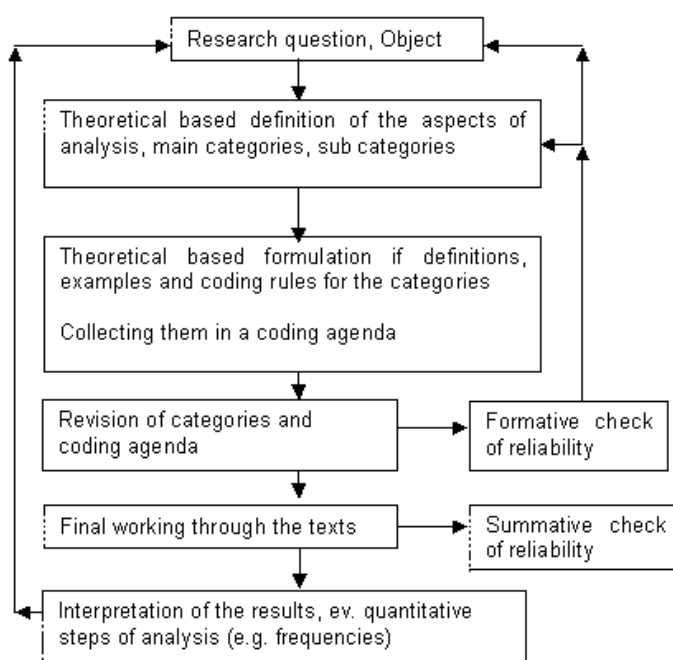 Research question, Object
Theoretical based definition of the aspects of
analysis, main categories, sub categories
Theoretical based formulation if definitions,
examples and coding rules for the categories
Collecting them in a coding agenda
Revision of categories and
coding agenda
Formative check
of reliability
Final working through the texts
Summative check
of reliability
Interpretation of the results, ev. quantitative
steps of analysis (e.g. frequencies)